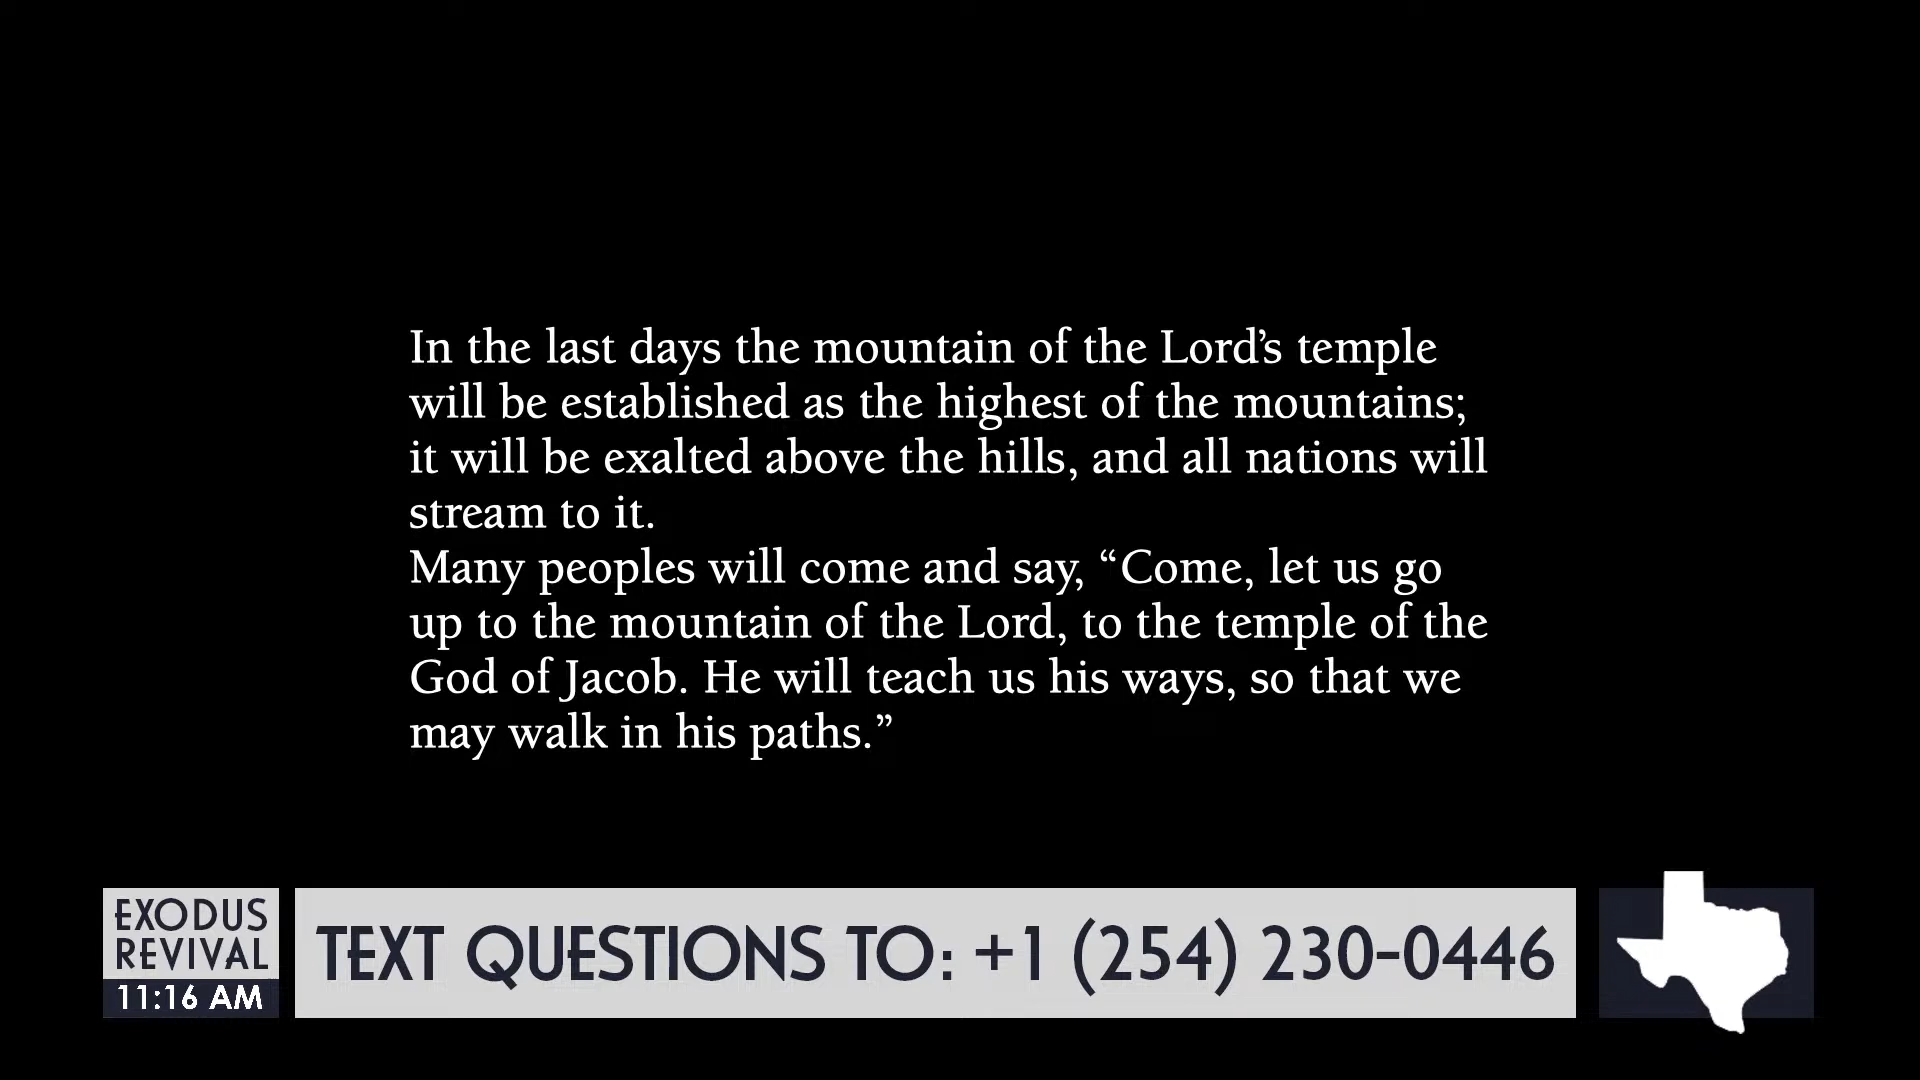 In the last days the mountain of the Lord’s temple
will be established as the highest of the mountains;
it will be exalted above the hills, and all nations will
stream to it.
Many peoples will come and say, “Come, let us go
up to the mountain of the Lord, to the temple of the
God of Jacob. He will teach us his ways, so that we
may walk in his paths.”
EXODUS
REVIVAL
11:16 AM
TEXT QUESTIONS TO: +1 (254) 230-0446